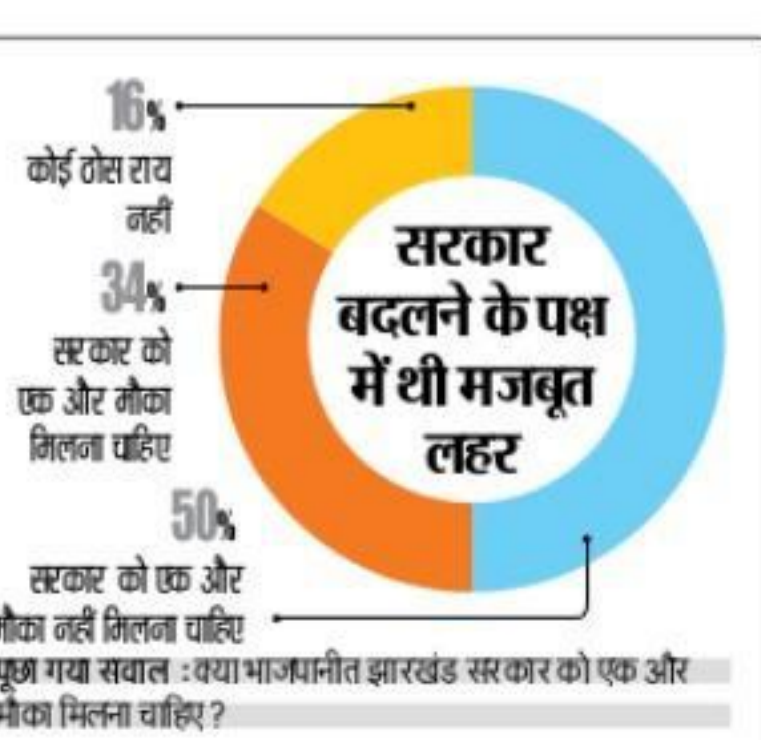 16%
कोई ठोस राय
नहीं
34%
सरकार को
एक और मौका
मिलना चाहिए
50%
सरकार को एक और
मौका नहीं मिलना चाहिए
सरकार
बदलने के पक्ष
में थी मजबूत
लहर
पूछा गया सवाल : क्या भाजपानीत झारखंड सरकार को एक और
मौका मिलना चाहिए ?